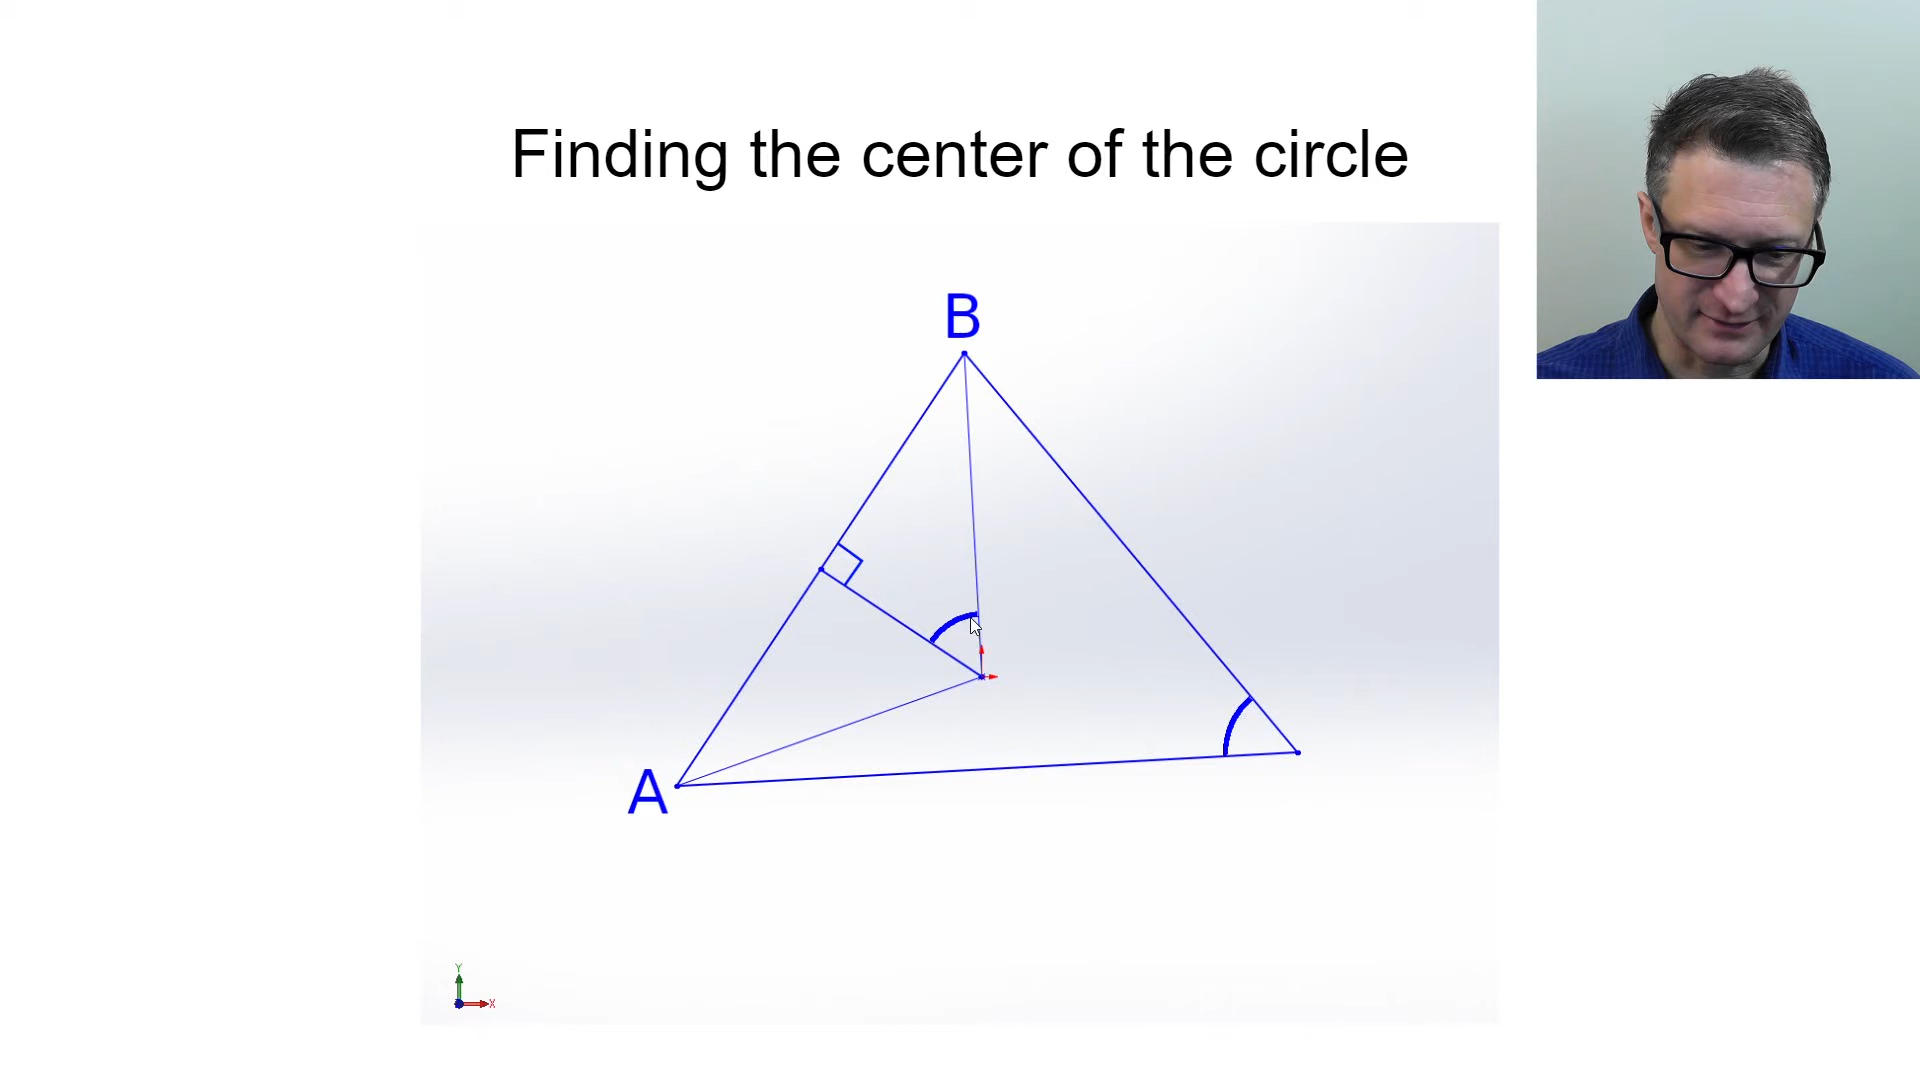 Finding the center of the circle
B
A
Y
X